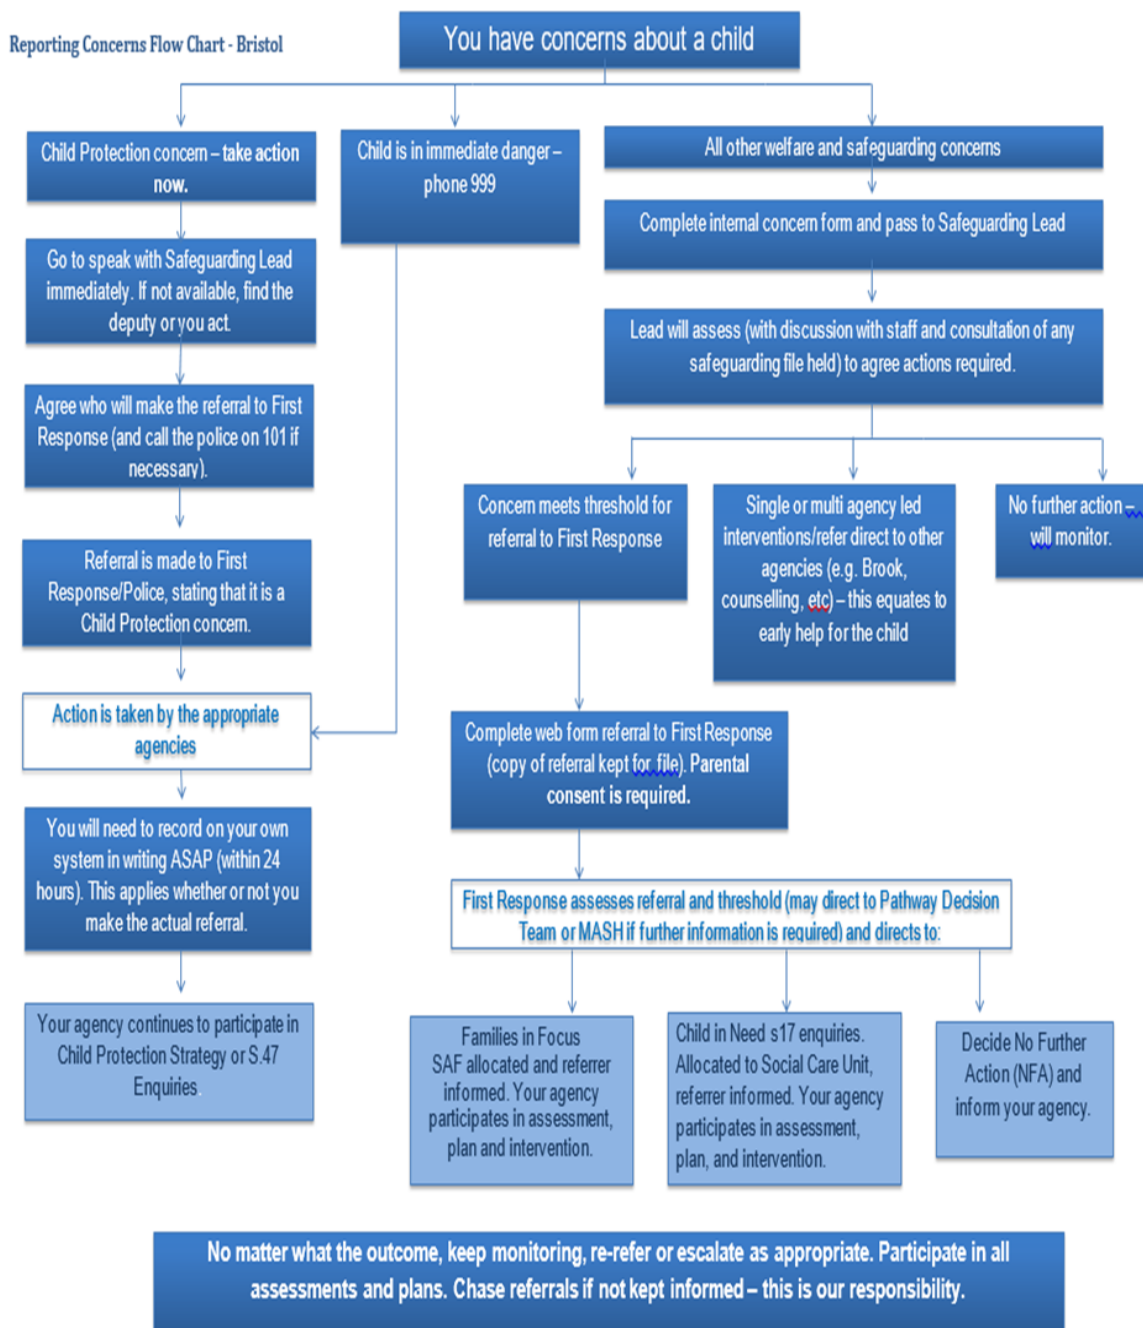 Reporting Concerns Flow Chart - Bristol
You have concerns about a child
Child Protection concern – take action
now.
Child is in immediate danger –
phone 999
All other welfare and safeguarding concerns
Go to speak with Safeguarding Lead
immediately. If not available, find the
deputy or you act.
Complete internal concern form and pass to Safeguarding Lead
Lead will assess (with discussion with staff and consultation of any
safeguarding file held) to agree actions required.
Agree who will make the referral to First
Response (and call the police on 101 if
necessary).
Concern meets threshold for
referral to First Response
Single or multi agency led
interventions/refer direct to other
agencies (e.g. Brook,
counselling, etc) – this equates to
early help for the child
No further action –
will monitor.
Referral is made to First
Response/Police, stating that it is a
Child Protection concern.
Action is taken by the appropriate
agencies
Complete web form referral to First Response
(copy of referral kept for file). Parental
consent is required.
You will need to record on your own
system in writing ASAP (within 24
hours). This applies whether or not you
make the actual referral.
First Response assesses referral and threshold (may direct to Pathway Decision
Team or MASH if further information is required) and directs to:
Your agency continues to participate in
Child Protection Strategy or S.47
Enquiries.
Families in Focus
SAF allocated and referrer
informed. Your agency
participates in assessment,
plan and intervention.
Child in Need s17 enquiries.
Allocated to Social Care Unit,
referrer informed. Your agency
participates in assessment,
plan, and intervention.
Decide No Further
Action (NFA) and
inform your agency.
No matter what the outcome, keep monitoring, re-refer or escalate as appropriate. Participate in all
assessments and plans. Chase referrals if not kept informed – this is our responsibility.